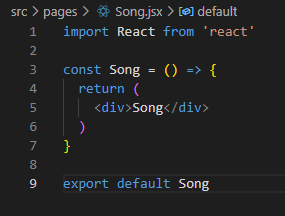 src > pages > Song.jsx > default
1 import React from 'react'
2
3 const Song = () => {
4   return (
5     <div>Song</div>
6   )
7 }
8
9 export default Song